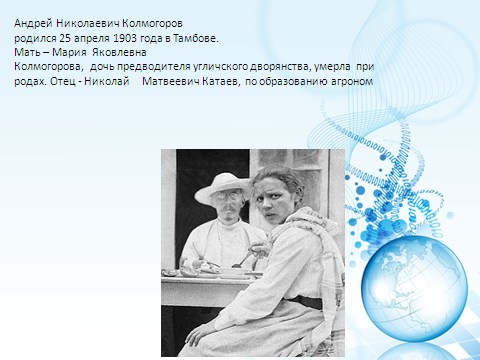 Андрей Николаевич Колмогоров
родился 25 апреля 1903 года в Тамбове.
Мать – Мария Яковлевна
Колмогорова, дочь предводителя угличского дворянства, умерла при
родах. Отец - Николай Матвеевич Катаев, по образованию агроном